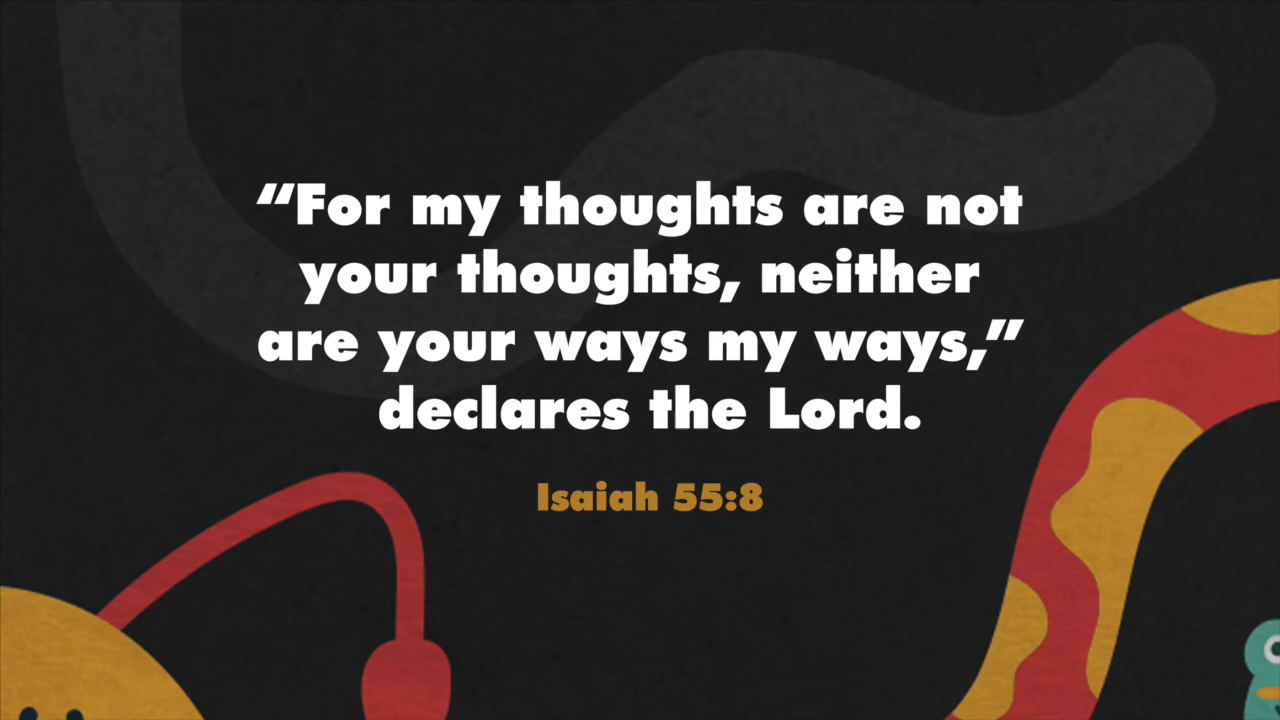 “For my thoughts are not
your thoughts, neither
are your ways my ways,”
declares the Lord.
Isaiah 55:8